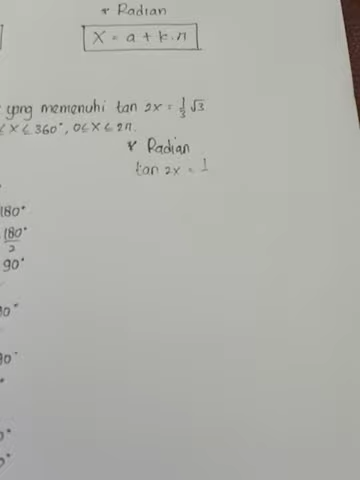 * Radian
x = a + k.π
yang memenuhi tan 2x = 1/3 √3
≤ x ≤ 360°, 0 ≤ x ≤ 2π.
* Radian
tan 2x = 1
180°
180°/2
90°